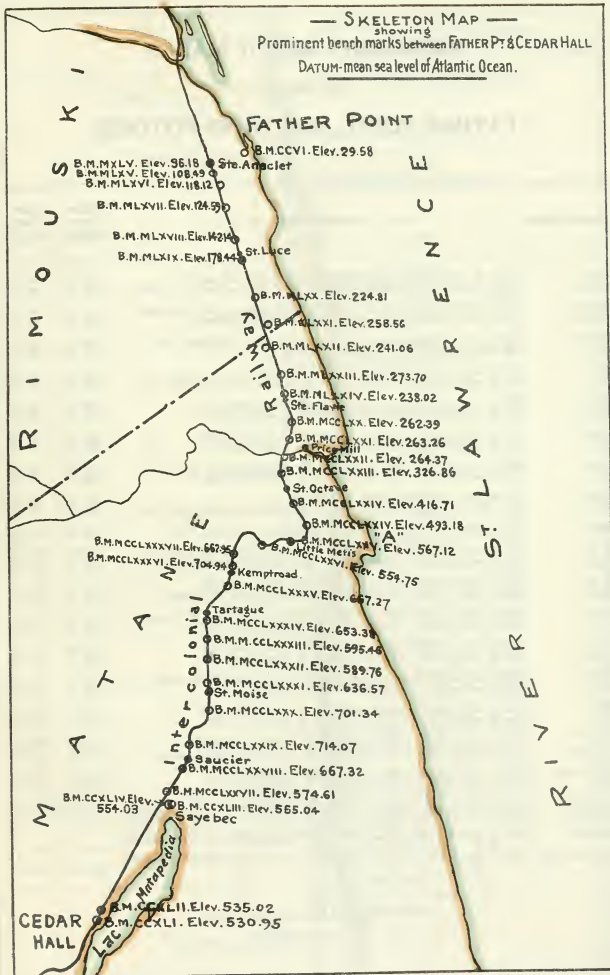 — SKELETON MAP —
showing
Prominent bench marks between FATHER PT & CEDAR HALL
DATUM-mean sea level of Atlantic Ocean.
FATHER POINT
B.M.CCVI. Elev. 29.58
B.M.MXLV. Elev. 96.18 Ste. Anaclet
B.M.MLXV. Elev. 108.49
B.M.MLXVI. Elev. 118.12
B.M.MLXVII. Elev. 124.59
B.M.MLXVIII. Elev. 142.14
St. Luce
B.M.MLXIX. Elev. 178.44
B.M.MLXX. Elev. 224.81
B.M.MLXXI. Elev. 258.56
B.M.MLXXII. Elev. 241.06
B.M.MLXXIII. Elev. 273.70
B.M.MLXXIV. Elev. 238.02
Ste. Flavie
B.M.MCCLXX. Elev. 262.39
B.M.MCCLXXI. Elev. 263.26
Price Mill
B.M.MCCLXXII. Elev. 264.37
B.M.MCCLXXIII. Elev. 326.86
St. Octave
B.M.MCCLXXIV. Elev. 416.71
B.M.MCCLXXIV. Elev. 493.18
"A"
B.M.MCCLXXV. Elev. 567.12
Little Metis
B.M.MCCLXXVI. Elev. 554.75
B.M.MCCLXXXVII. Elev. 667.95
B.M.MCCLXXXVI. 704.94
Kemptroad
B.M.MCCLXXXV. Elev. 667.27
Tartague
B.M.MCCLXXXIV. Elev. 653.38
B.M.MCCLXXXIII. Elev. 595.46
B.M.MCCLXXXII. Elev. 589.76
B.M.MCCLXXXI. Elev. 636.57
St. Moise
B.M.MCCLXXX. Elev. 701.34
B.M.MCCLXXIX. Elev. 714.07
Saucier
B.M.MCCLXXVIII. Elev. 667.32
B.M.MCCLXXVII. Elev. 574.61
B.M.CCXLIV. Elev.
554.03
B.M.CCXLIII. Elev. 565.04
Sayebec
Lac Matapedia
B.M.CCXLII. Elev. 535.02
CEDAR
HALL
B.M.CCXLI. Elev. 530.95
RIMOUSKI
MATANE
Intercolonial
Railway
ST. LAWRENCE
RIVER